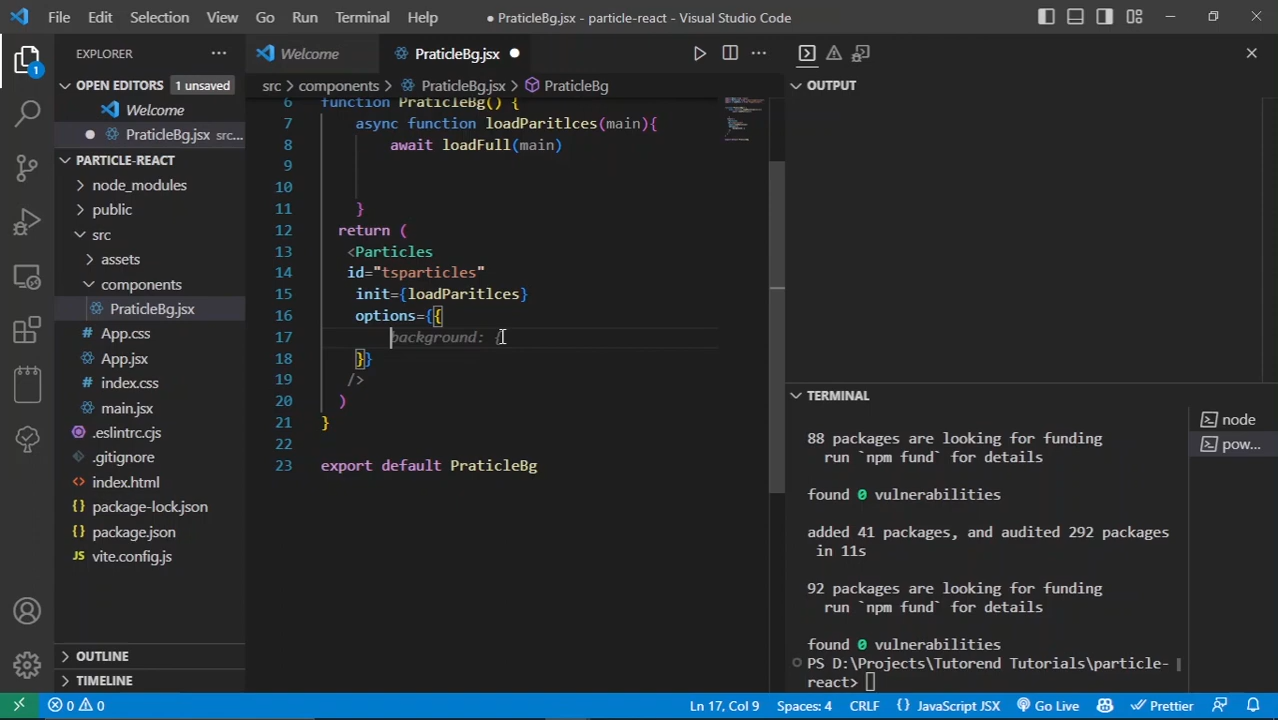 File Edit Selection View Go Run Terminal Help
● PraticleBg.jsx - particle-react - Visual Studio Code
EXPLORER
OPEN EDITORS 1 unsaved
Welcome
● PraticleBg.jsx src...
PARTICLE-REACT
node_modules
public
src
assets
components
PraticleBg.jsx
App.css
App.jsx
index.css
main.jsx
.eslintrc.cjs
.gitignore
index.html
package-lock.json
package.json
vite.config.js
OUTLINE
TIMELINE
1
Welcome
PraticleBg.jsx ●
src > components > PraticleBg.jsx > PraticleBg
6 function PraticleBg() {
7 async function loadParitlces(main){
8 await loadFull(main)
9
10
11 }
12 return (
13 <Particles
14 id="tsparticles"
15 init={loadParitlces}
16 options={{
17 background: {
18 }}
19 />
20 )
21 }
22
23 export default PraticleBg
OUTPUT
TERMINAL
88 packages are looking for funding
run `npm fund` for details
found 0 vulnerabilities
added 41 packages, and audited 292 packages
in 11s
92 packages are looking for funding
run `npm fund` for details
found 0 vulnerabilities
PS D:\Projects\Tutorend Tutorials\particle-
react>
node
pow...
0 0
Ln 17, Col 9 Spaces: 4 CRLF {} JavaScript JSX Go Live Prettier